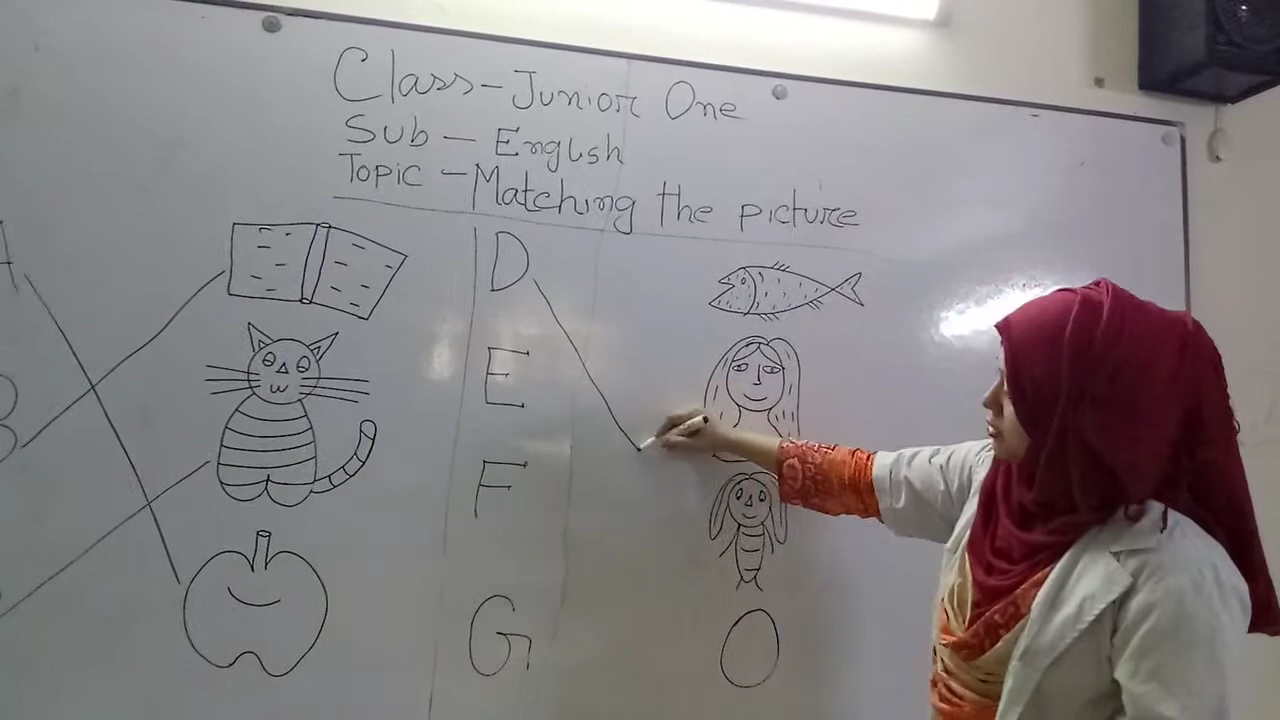 Class - Junior One
Sub - English
Topic - Matching the picture
A
B
D
E
F
G